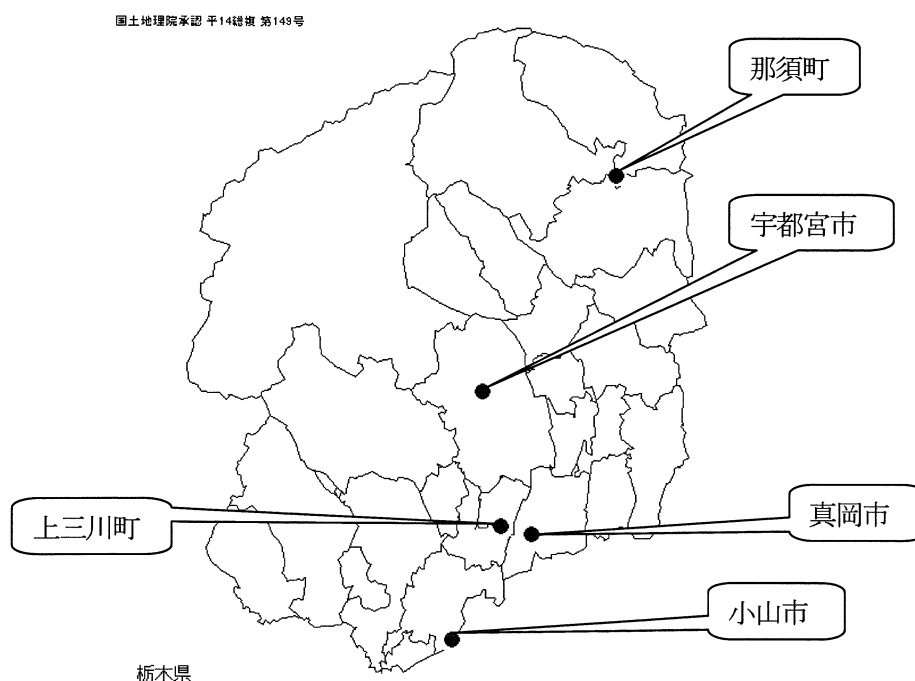 国土地理院承認 平14総複 第149号
那須町
宇都宮市
上三川町
真岡市
小山市
栃木県